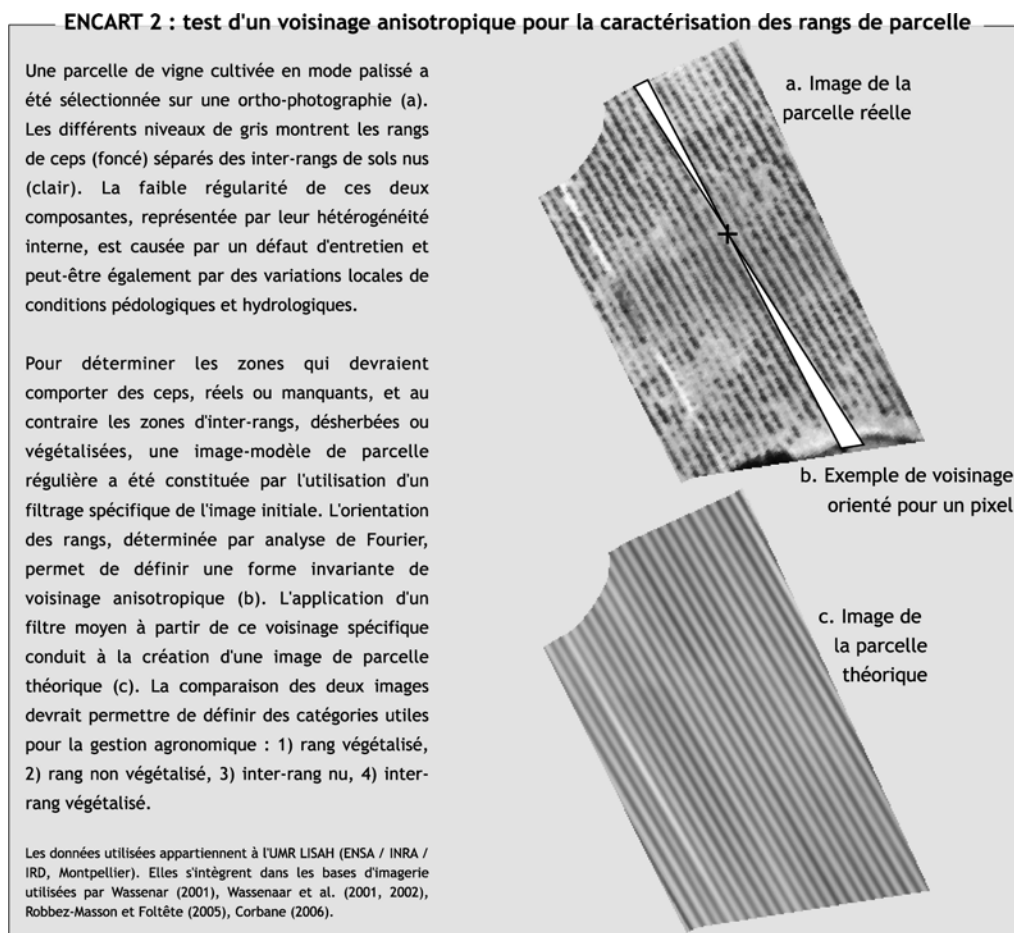 ENCART 2 : test d'un voisinage anisotropique pour la caractérisation des rangs de parcelle
Une parcelle de vigne cultivée en mode palissé a
été sélectionnée sur une ortho-photographie (a).
Les différents niveaux de gris montrent les rangs
de ceps (foncé) séparés des inter-rangs de sols nus
(clair). La faible régularité de ces deux
composantes, représentée par leur hétérogénéité
interne, est causée par un défaut d'entretien et
peut-être également par des variations locales de
conditions pédologiques et hydrologiques.
Pour déterminer les zones qui devraient
comporter des ceps, réels ou manquants, et au
contraire les zones d'inter-rangs, désherbées ou
végétalisées, une image-modèle de parcelle
régulière a été constituée par l'utilisation d'un
filtrage spécifique de l'image initiale. L'orientation
des rangs, déterminée par analyse de Fourier,
permet de définir une forme invariante de
voisinage anisotropique (b). L'application d'un
filtre moyen à partir de ce voisinage spécifique
conduit à la création d'une image de parcelle
théorique (c). La comparaison des deux images
devrait permettre de définir des catégories utiles
pour la gestion agronomique : 1) rang végétalisé,
2) rang non végétalisé, 3) inter-rang nu, 4) inter-
rang végétalisé.
Les données utilisées appartiennent à l'UMR LISAH (ENSA / INRA /
IRD, Montpellier). Elles s'intègrent dans les bases d'imagerie
utilisées par Wassenar (2001), Wassenaar et al. (2001, 2002),
Robbez-Masson et Foltête (2005), Corbane (2006).
a. Image de la
parcelle réelle
b. Exemple de voisinage
orienté pour un pixel
c. Image de
la parcelle
théorique